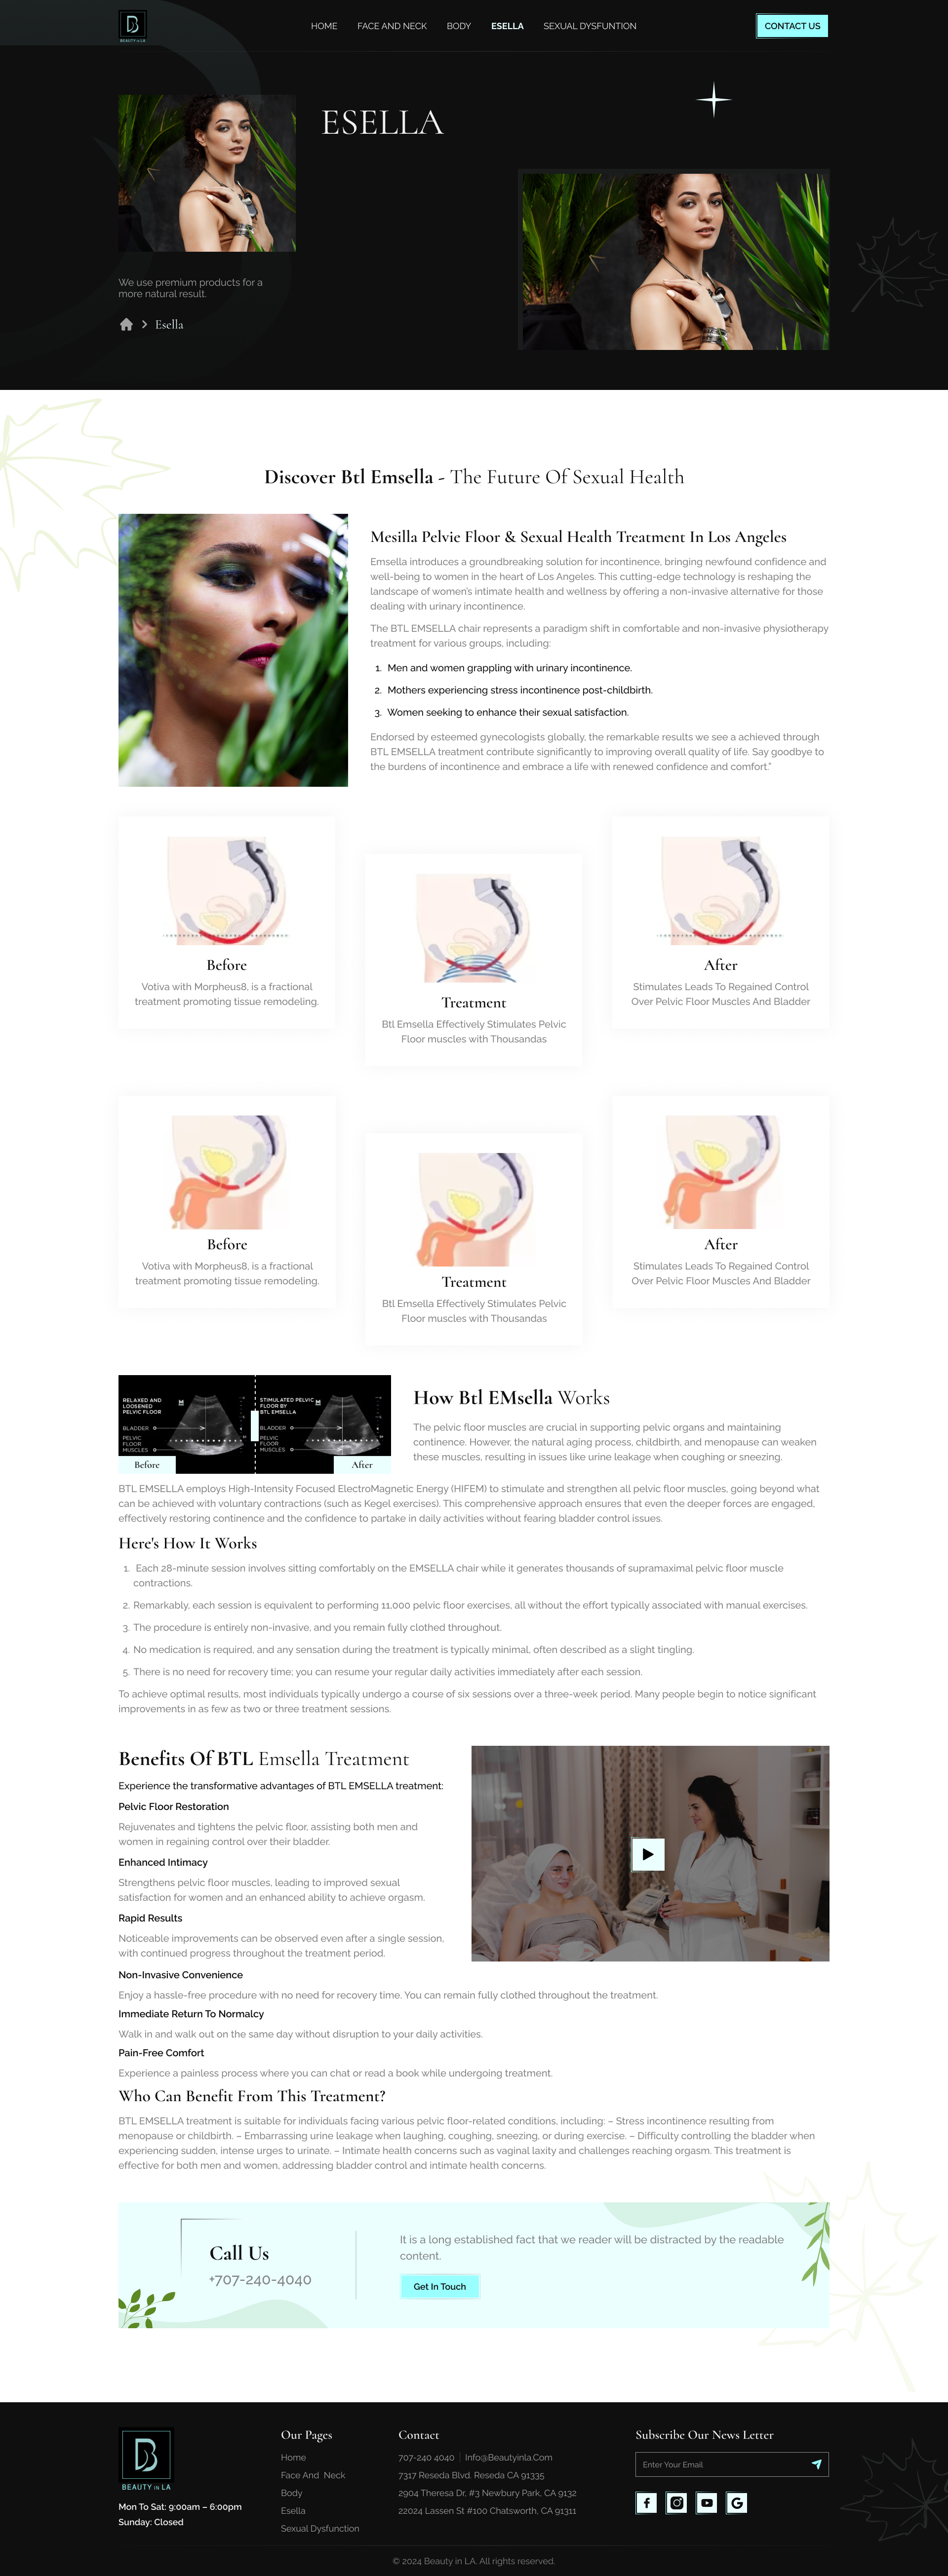 BEAUTY IN LA
HOME FACE AND NECK BODY ESELLA SEXUAL DYSFUNTION
CONTACT US
ESELLA
We use premium products for a
more natural result.
Esella
Discover Btl Emsella - The Future Of Sexual Health
Mesilla Pelvie Floor & Sexual Health Treatment In Los Angeles
Emsella introduces a groundbreaking solution for incontinence, bringing newfound confidence and
well-being to women in the heart of Los Angeles. This cutting-edge technology is reshaping the
landscape of women's intimate health and wellness by offering a non-invasive alternative for those
dealing with urinary incontinence.
The BTL EMSELLA chair represents a paradigm shift in comfortable and non-invasive physiotherapy
treatment for various groups, including:
1. Men and women grappling with urinary incontinence.
2. Mothers experiencing stress incontinence post-childbirth.
3. Women seeking to enhance their sexual satisfaction.
Endorsed by esteemed gynecologists globally, the remarkable results we see a achieved through
BTL EMSELLA treatment contribute significantly to improving overall quality of life. Say goodbye to
the burdens of incontinence and embrace a life with renewed confidence and comfort."
Before
Votiva with Morpheus8, is a fractional
treatment promoting tissue remodeling.
Treatment
Btl Emsella Effectively Stimulates Pelvic
Floor muscles with Thousandas
After
Stimulates Leads To Regained Control
Over Pelvic Floor Muscles And Bladder
Before
Votiva with Morpheus8, is a fractional
treatment promoting tissue remodeling.
Treatment
Btl Emsella Effectively Stimulates Pelvic
Floor muscles with Thousandas
After
Stimulates Leads To Regained Control
Over Pelvic Floor Muscles And Bladder
RELAXED AND
LOOSENED
PELVIC FLOOR
M
BLADDER
PELVIC
FLOOR
MUSCLES
Before
STIMULATED PELVIC
FLOOR BY
BTL EMSELLA
M
BLADDER
PELVIC
FLOOR
MUSCLES
After
How Btl EMsella Works
The pelvic floor muscles are crucial in supporting pelvic organs and maintaining
continence. However, the natural aging process, childbirth, and menopause can weaken
these muscles, resulting in issues like urine leakage when coughing or sneezing.
BTL EMSELLA employs High-Intensity Focused ElectroMagnetic Energy (HIFEM) to stimulate and strengthen all pelvic floor muscles, going beyond what
can be achieved with voluntary contractions (such as Kegel exercises). This comprehensive approach ensures that even the deeper forces are engaged,
effectively restoring continence and the confidence to partake in daily activities without fearing bladder control issues.
Here's How It Works
1. Each 28-minute session involves sitting comfortably on the EMSELLA chair while it generates thousands of supramaximal pelvic floor muscle
contractions.
2. Remarkably, each session is equivalent to performing 11,000 pelvic floor exercises, all without the effort typically associated with manual exercises.
3. The procedure is entirely non-invasive, and you remain fully clothed throughout.
4. No medication is required, and any sensation during the treatment is typically minimal, often described as a slight tingling.
5. There is no need for recovery time; you can resume your regular daily activities immediately after each session.
To achieve optimal results, most individuals typically undergo a course of six sessions over a three-week period. Many people begin to notice significant
improvements in as few as two or three treatment sessions.
Benefits Of BTL Emsella Treatment
Experience the transformative advantages of BTL EMSELLA treatment:
Pelvic Floor Restoration
Rejuvenates and tightens the pelvic floor, assisting both men and
women in regaining control over their bladder.
Enhanced Intimacy
Strengthens pelvic floor muscles, leading to improved sexual
satisfaction for women and an enhanced ability to achieve orgasm.
Rapid Results
Noticeable improvements can be observed even after a single session,
with continued progress throughout the treatment period.
Non-Invasive Convenience
Enjoy a hassle-free procedure with no need for recovery time. You can remain fully clothed throughout the treatment.
Immediate Return To Normalcy
Walk in and walk out on the same day without disruption to your daily activities.
Pain-Free Comfort
Experience a painless process where you can chat or read a book while undergoing treatment.
Who Can Benefit From This Treatment?
BTL EMSELLA treatment is suitable for individuals facing various pelvic floor-related conditions, including: – Stress incontinence resulting from
menopause or childbirth. – Embarrassing urine leakage when laughing, coughing, sneezing, or during exercise. – Difficulty controlling the bladder when
experiencing sudden, intense urges to urinate. – Intimate health concerns such as vaginal laxity and challenges reaching orgasm. This treatment is
effective for both men and women, addressing bladder control and intimate health concerns.
Call Us
+707-240-4040
It is a long established fact that we reader will be distracted by the readable
content.
Get In Touch
BEAUTY IN LA
Mon To Sat: 9:00am – 6:00pm
Sunday: Closed
Our Pages
Home
Face And Neck
Body
Esella
Sexual Dysfunction
Contact
707-240 4040 | Info@Beautyinla.Com
7317 Reseda Blvd. Reseda CA 91335
2904 Theresa Dr, #3 Newbury Park, CA 9132
22024 Lassen St #100 Chatsworth, CA 91311
Subscribe Our News Letter
Enter Your Email
© 2024 Beauty in LA. All rights reserved.